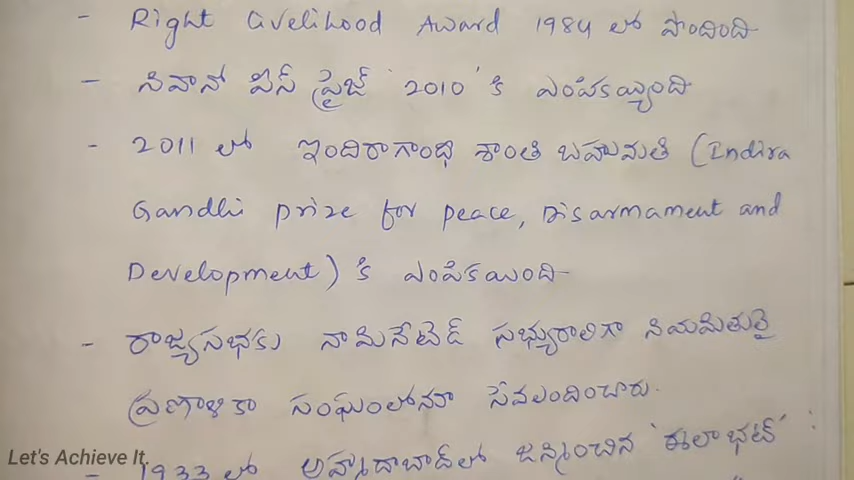 - Right Livelihood Award 1984 లో పొందింది
- నివానో పీస్ ప్రైజ్ '2010' కి ఎంపికయ్యింది
- 2011 లో ఇందిరాగాంధి శాంతి బహుమతి (Indira
Gandhi prize for peace, Disarmament and
Development) కి ఎంపికయింది
- రాజ్యసభకు నామినేటెడ్ సభ్యురాలిగా నియమితులై
ప్రణాళికా సంఘంలోనూ సేవలందించారు.
- 1933 లో అహ్మదాబాద్‌లో జన్మించిన 'ఈలాభట్'
Let's Achieve It.